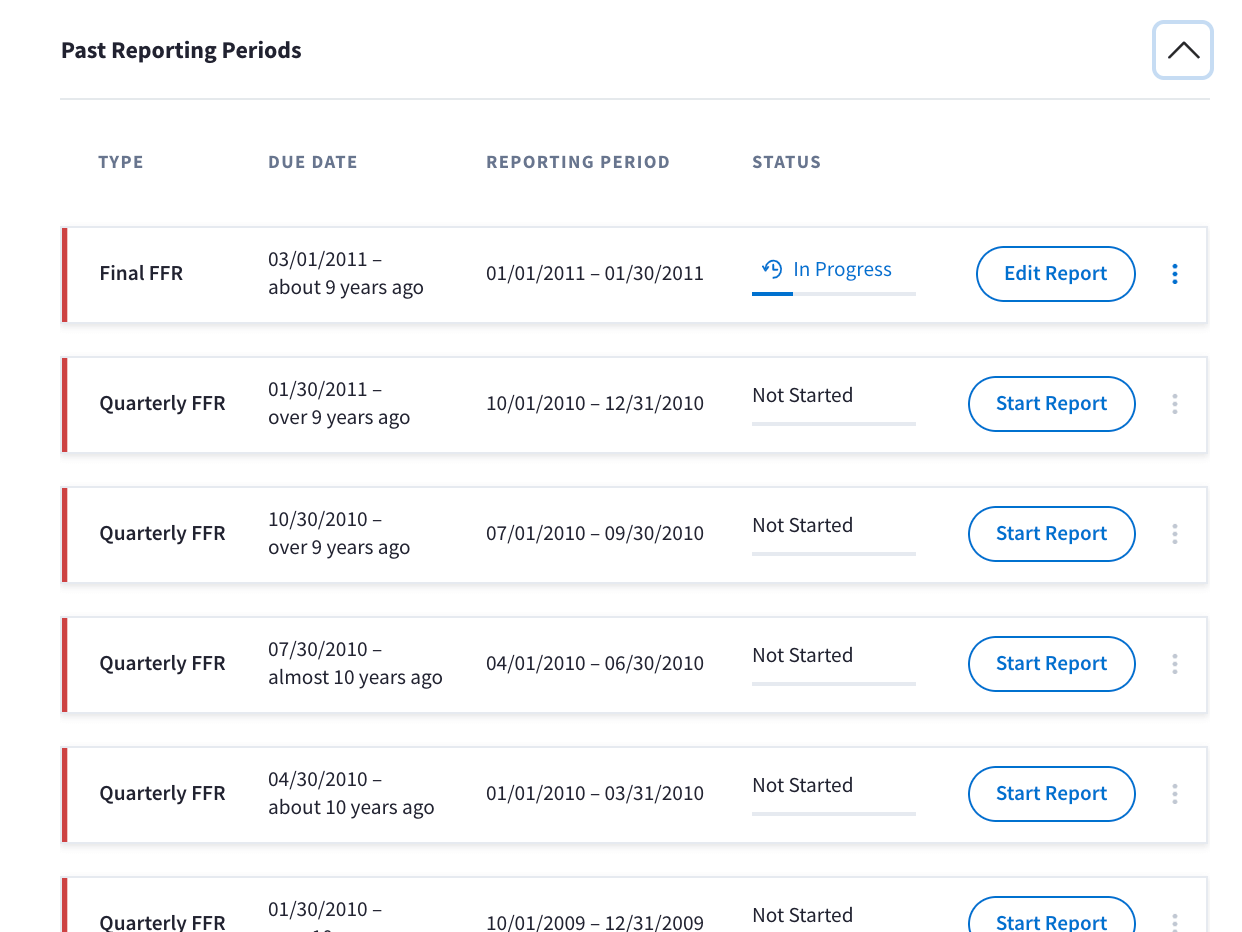 Past Reporting Periods
TYPE DUE DATE REPORTING PERIOD STATUS
Final FFR 03/01/2011 – 01/01/2011 – 01/30/2011 In Progress Edit Report
about 9 years ago
Quarterly FFR 01/30/2011 – 10/01/2010 – 12/31/2010 Not Started Start Report
over 9 years ago
Quarterly FFR 10/30/2010 – 07/01/2010 – 09/30/2010 Not Started Start Report
over 9 years ago
Quarterly FFR 07/30/2010 – 04/01/2010 – 06/30/2010 Not Started Start Report
almost 10 years ago
Quarterly FFR 04/30/2010 – 01/01/2010 – 03/31/2010 Not Started Start Report
about 10 years ago
Quarterly FFR 01/30/2010 – 10/01/2009 – 12/31/2009 Not Started Start Report